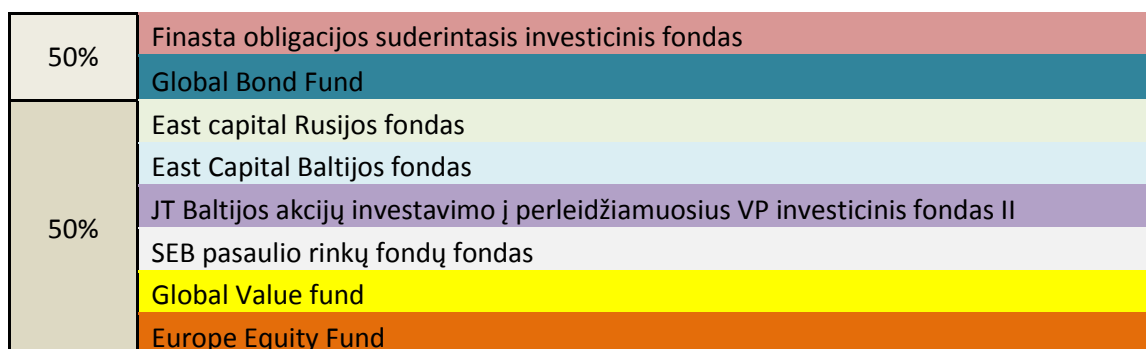 50%
Finasta obligacijos suderintasis investicinis fondas
Global Bond Fund
50%
East capital Rusijos fondas
East Capital Baltijos fondas
JT Baltijos akcijų investavimo į perleidžiamuosius VP investicinis fondas II
SEB pasaulio rinkų fondų fondas
Global Value fund
Europe Equity Fund